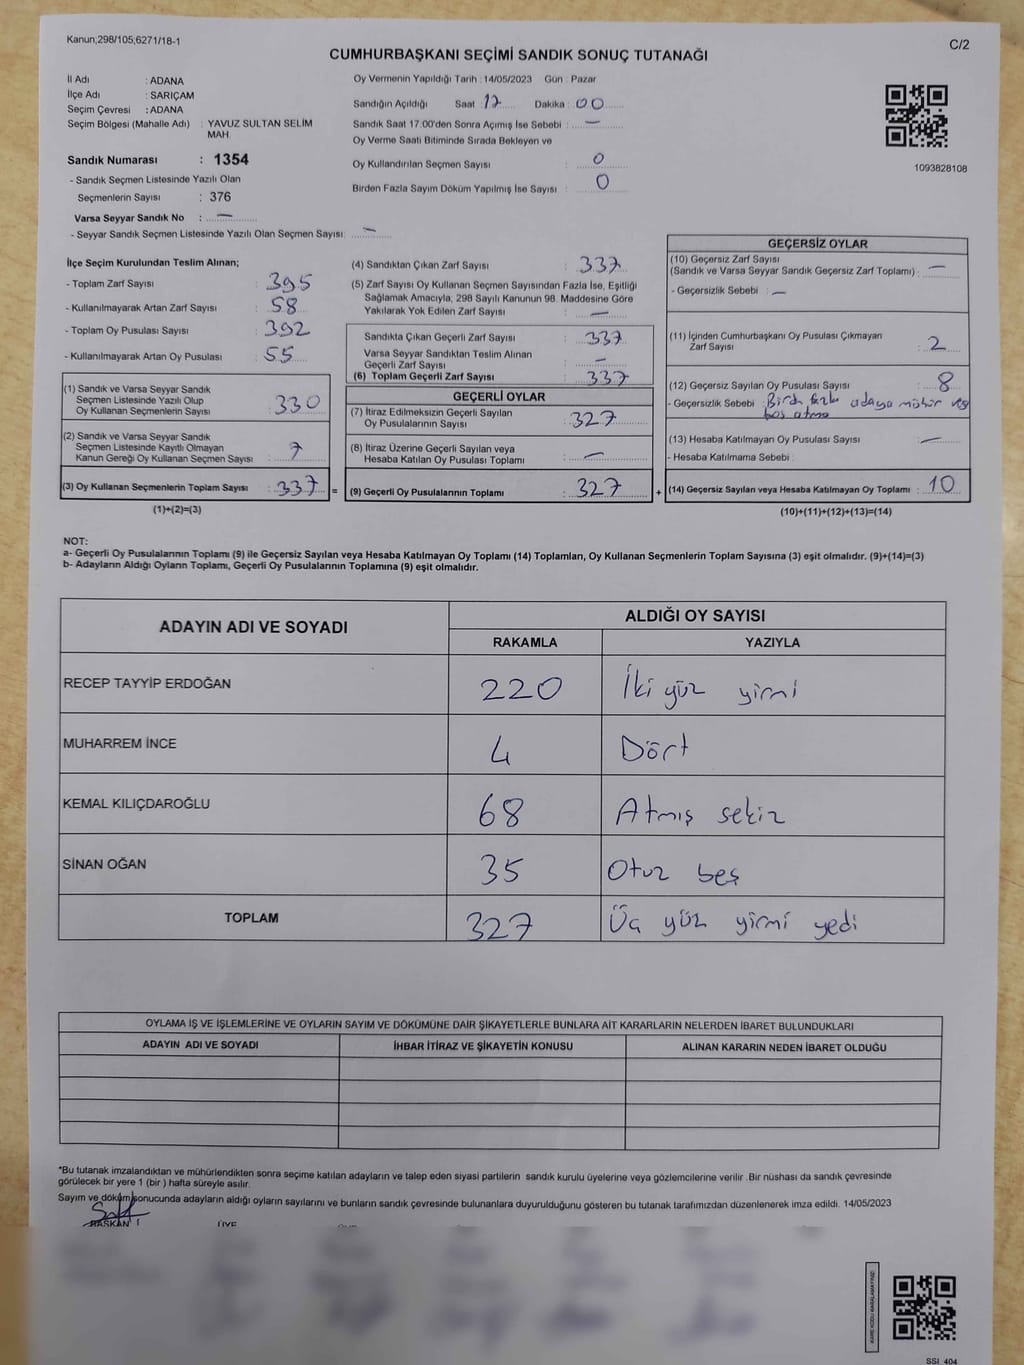 Kanun;298/105,6271/18-1
C/2
CUMHURBAŞKANI SEÇİMİ SANDIK SONUÇ TUTANAĞI
İl Adı : ADANA
İlçe Adı : SARIÇAM
Seçim Çevresi : ADANA
Seçim Bölgesi (Mahalle Adı) : YAVUZ SULTAN SELİM
MAH.
Sandık Numarası : 1354
- Sandık Seçmen Listesinde Yazılı Olan
Seçmenlerin Sayısı : 376
Varsa Seyyar Sandık No : —
- Seyyar Sandık Seçmen Listesinde Yazılı Olan Seçmen Sayısı: —
Oy Vermenin Yapıldığı Tarih : 14/05/2023 Gün : Pazar
Sandığın Açıldığı Saat : 17 Dakika : 00
Sandık Saat 17:00'den Sonra Açımış İse Sebebi : —
Oy Verme Saati Bitiminde Sırada Bekleyen ve
Oy Kullandırılan Seçmen Sayısı : 0
Birden Fazla Sayım Döküm Yapılmış İse Sayısı : 0
1093828108
İlçe Seçim Kurulundan Teslim Alınan;
- Toplam Zarf Sayısı : 395
- Kullanılmayarak Artan Zarf Sayısı : 58
- Toplam Oy Pusulası Sayısı : 392
- Kullanılmayarak Artan Oy Pusulası : 55
(1) Sandık ve Varsa Seyyar Sandık
Seçmen Listesinde Yazılı Olup
Oy Kullanan Seçmenlerin Sayısı : 330
(2) Sandık ve Varsa Seyyar Sandık
Seçmen Listesinde Kayıtlı Olmayan
Kanun Gereği Oy Kullanan Seçmen Sayısı : 7
(3) Oy Kullanan Seçmenlerin Toplam Sayısı : 337 =
(1)+(2)=(3)
(4) Sandıktan Çıkan Zarf Sayısı : 337
(5) Zarf Sayısı Oy Kullanan Seçmen Sayısından Fazla İse, Eşitliği
Sağlamak Amacıyla, 298 Sayılı Kanunun 98. Maddesine Göre
Yakılarak Yok Edilen Zarf Sayısı : —
Sandıkta Çıkan Geçerli Zarf Sayısı : 337
Varsa Seyyar Sandıktan Teslim Alınan
Geçerli Zarf Sayısı : —
(6) Toplam Geçerli Zarf Sayısı : 337
GEÇERLİ OYLAR
(7) İtiraz Edilmeksizin Geçerli Sayılan
Oy Pusulalarının Sayısı : 327
(8) İtiraz Üzerine Geçerli Sayılan veya
Hesaba Katılan Oy Pusulası Toplamı : —
(9) Geçerli Oy Pusulalarının Toplamı : 327 +
GEÇERSİZ OYLAR
(10) Geçersiz Zarf Sayısı
(Sandık ve Varsa Seyyar Sandık Geçersiz Zarf Toplamı) : —
- Geçersizlik Sebebi : —
(11) İçinden Cumhurbaşkanı Oy Pusulası Çıkmayan
Zarf Sayısı : 2
(12) Geçersiz Sayılan Oy Pusulası Sayısı : 8
- Geçersizlik Sebebi : fazla adaya mühür
boş atma
(13) Hesaba Katılmayan Oy Pusulası Sayısı : —
- Hesaba Katılmama Sebebi :
(14) Geçersiz Sayılan veya Hesaba Katılmayan Oy Toplamı : 10
(10)+(11)+(12)+(13)=(14)
NOT:
a- Geçerli Oy Pusulalarının Toplamı (9) ile Geçersiz Sayılan veya Hesaba Katılmayan Oy Toplamı (14) Toplamları, Oy Kullanan Seçmenlerin Toplam Sayısına (3) eşit olmalıdır. (9)+(14)=(3)
b- Adayların Aldığı Oyların Toplamı, Geçerli Oy Pusulalarının Toplamına (9) eşit olmalıdır.
ADAYIN ADI VE SOYADI ALDIĞI OY SAYISI
RAKAMLA YAZIYLA
RECEP TAYYİP ERDOĞAN 220 İki yüz yirmi
MUHARREM İNCE 4 Dört
KEMAL KILIÇDAROĞLU 68 Atmış sekiz
SİNAN OĞAN 35 Otuz beş
TOPLAM 327 Üç yüz yirmi yedi
OYLAMA İŞ VE İŞLEMLERİNE VE OYLARIN SAYIM VE DÖKÜMÜNE DAİR ŞİKAYETLERLE BUNLARA AİT KARARLARIN NELERDEN İBARET BULUNDUKLARI
ADAYIN ADI VE SOYADI İHBAR İTİRAZ VE ŞİKAYETİN KONUSU ALINAN KARARIN NEDEN İBARET OLDUĞU
*Bu tutanak imzalandıktan ve mühürlendikten sonra seçime katılan adayların ve talep eden siyasi partilerin sandık kurulu üyelerine veya gözlemcilerine verilir .Bir nüshası da sandık çevresinde
görülecek bir yere 1 (bir ) hafta süreyle asılır.
Sayım ve döküm sonucunda adayların aldığı oyların sayılarını ve bunların sandık çevresinde bulunanlara duyurulduğunu gösteren bu tutanak tarafımızdan düzenlenerek imza edildi. 14/05/2023
BAŞKAN ÜYE
SSI_404